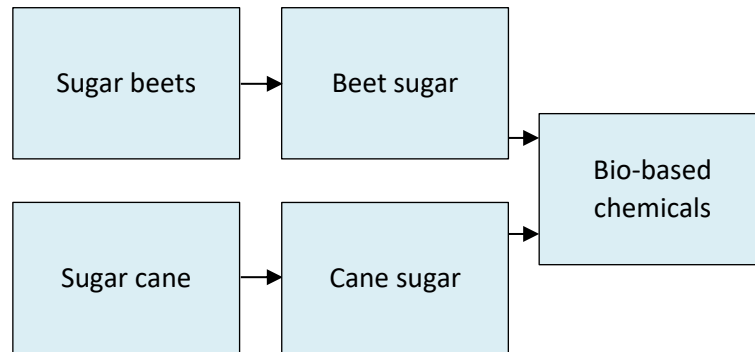 Sugar beets
Beet sugar
Bio-based
chemicals
Sugar cane
Cane sugar